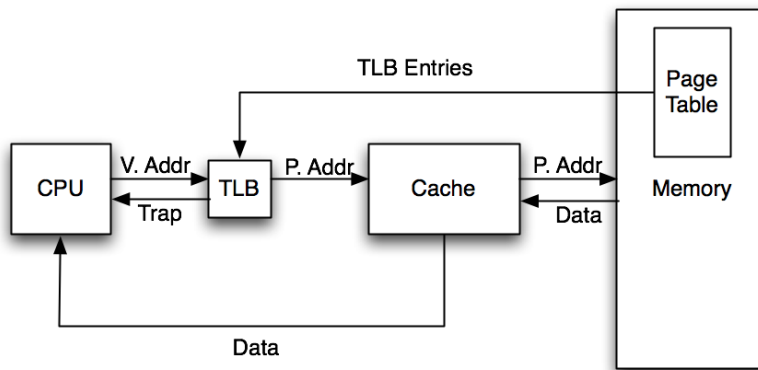 TLB Entries
Page
Table
V. Addr
P. Addr
P. Addr
CPU
TLB
Cache
Memory
Trap
Data
Data